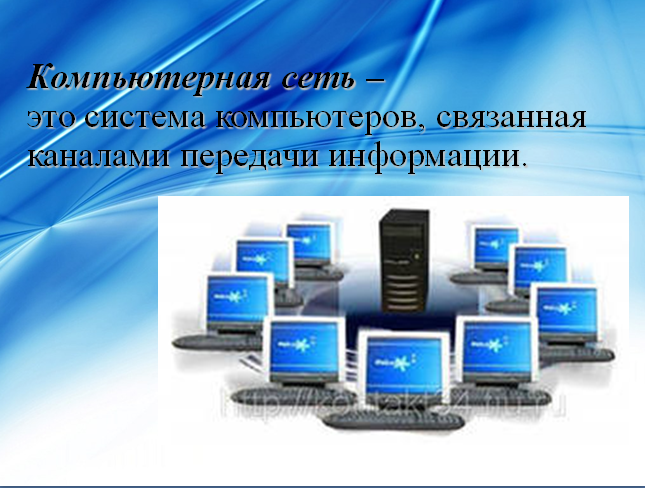 Компьютерная сеть –
это система компьютеров, связанная
каналами передачи информации.